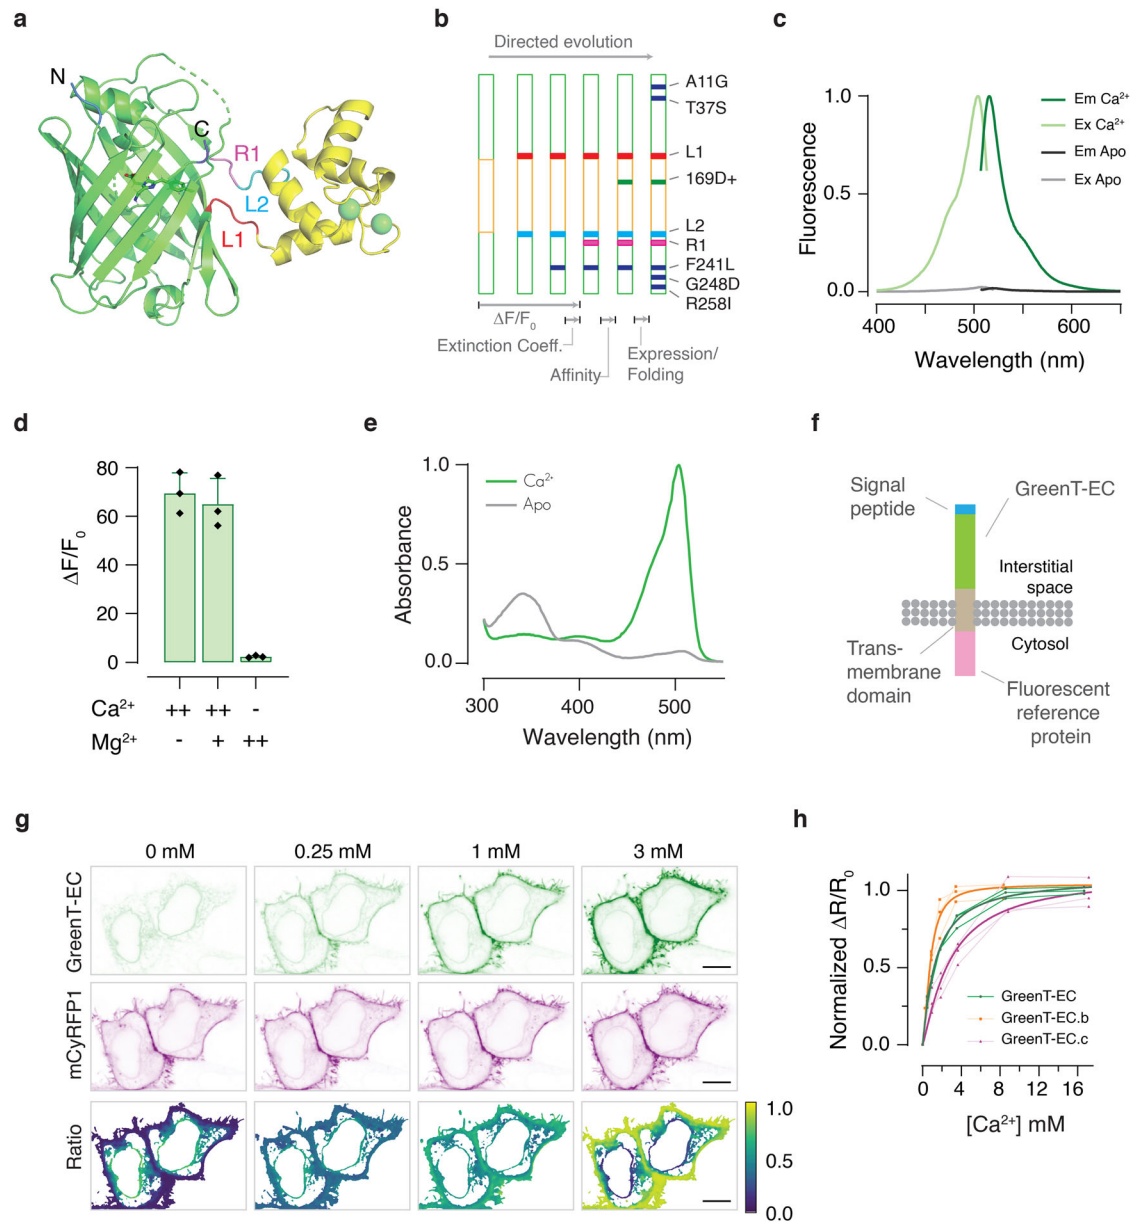 a
N
C
R1
L2
L1
b
Directed evolution
A11G
T37S
L1
169D+
L2
R1
F241L
G248D
R258I
ΔF/F0
Extinction Coeff.
Affinity
Expression/
Folding
c
Fluorescence
1.0
0.5
0.0
400
500
600
Wavelength (nm)
Em Ca²⁺
Ex Ca²⁺
Em Apo
Ex Apo
d
ΔF/F0
80
60
40
20
0
Ca²⁺ ++ ++ -
Mg²⁺ - + ++
e
Absorbance
1.0
0.5
0.0
Ca²⁺
Apo
300
400
500
Wavelength (nm)
f
Signal
peptide
GreenT-EC
Interstitial
space
Cytosol
Trans-
membrane
domain
Fluorescent
reference
protein
g
0 mM
0.25 mM
1 mM
3 mM
GreenT-EC
mCyRFP1
Ratio
1.0
0.5
0.0
h
Normalized ΔR/R0
1.0
0.5
0.0
GreenT-EC
GreenT-EC.b
GreenT-EC.c
0 4 8 12 16
[Ca²⁺] mM